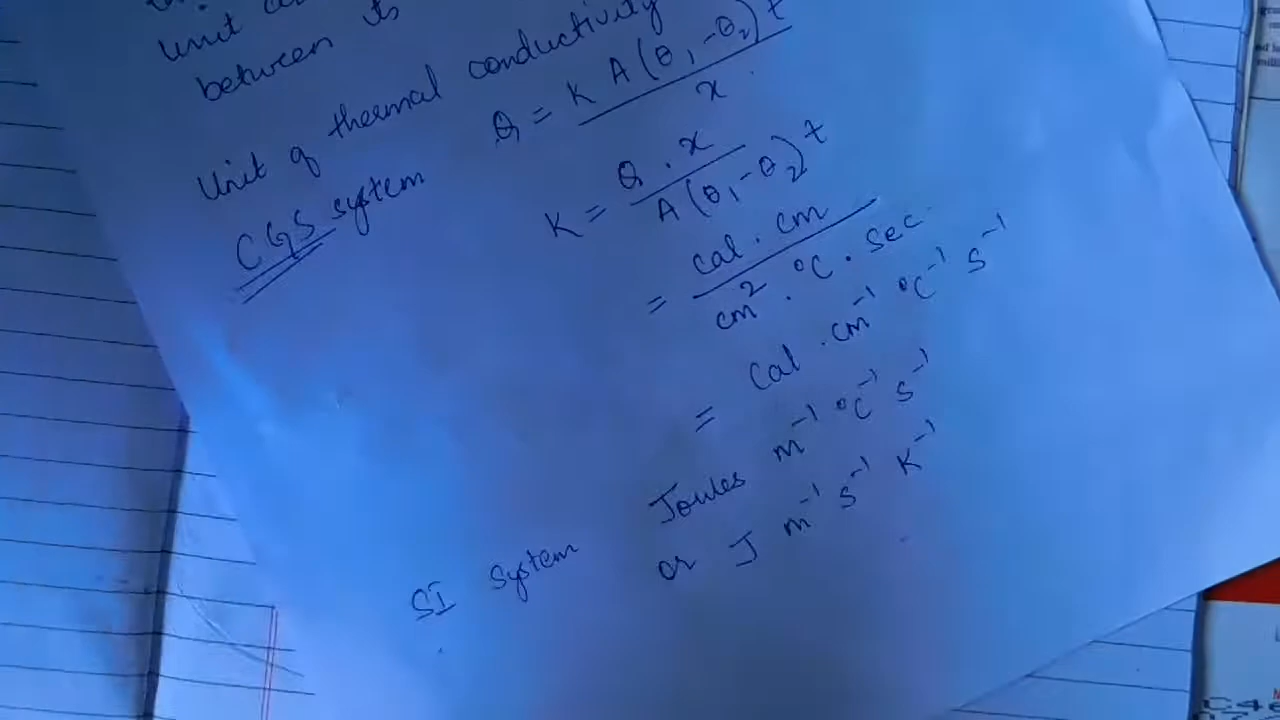 unit
between its
Unit of thermal conductivity
CGS system Q = K A (θ₁ - θ₂) t / x
K = Q . x / A (θ₁ - θ₂) t
= Cal . cm / cm² . °C . sec
= Cal . cm⁻¹ °C⁻¹ s⁻¹
SI system Joules m⁻¹ °C⁻¹ s⁻¹
or J m⁻¹ s⁻¹ K⁻¹